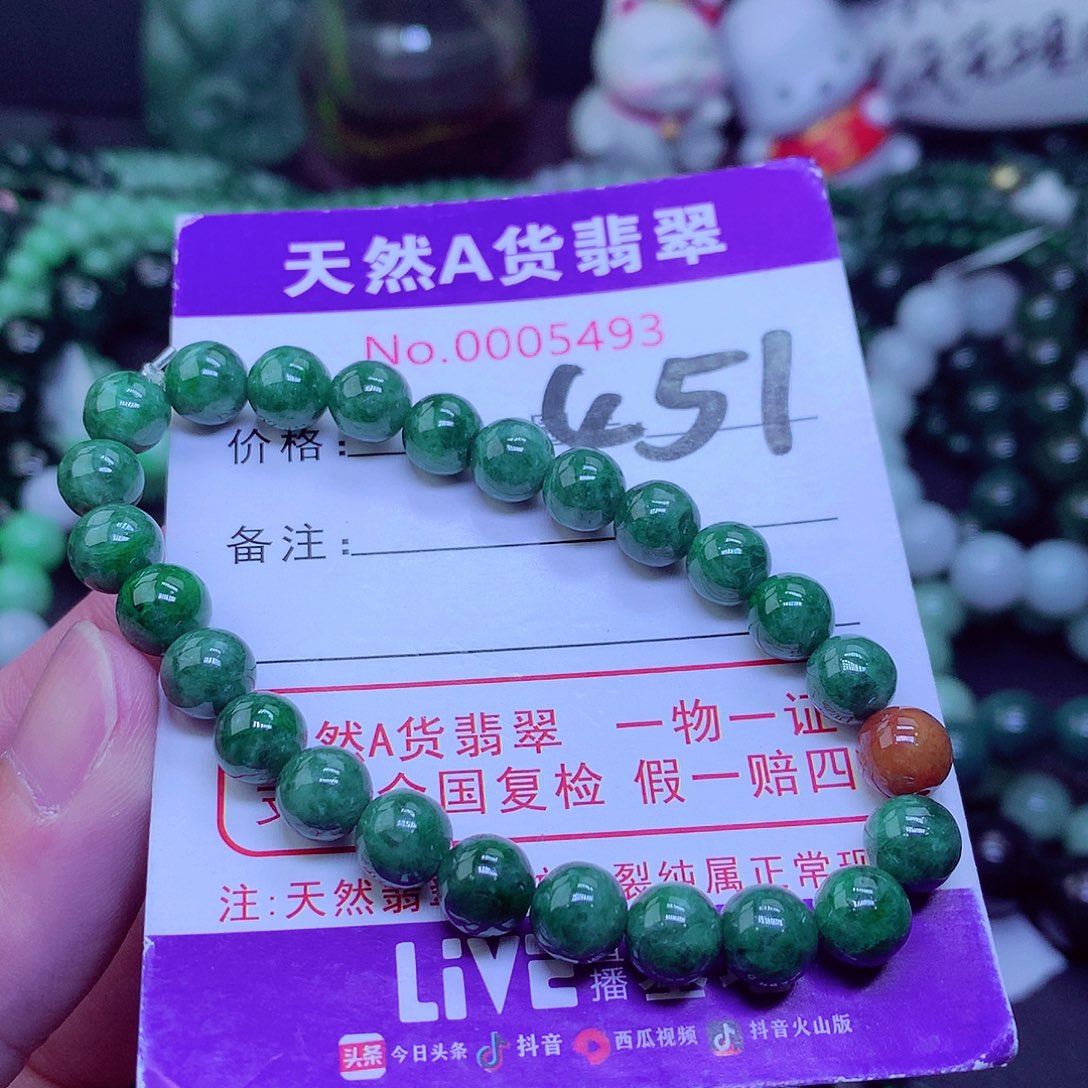 天然A货翡翠
No.0005493
451
价格:
备注:
然A货翡翠 一物一证
全国复检 假一赔四
注:天然翡 裂纯属正常现
LiVE
播
头条 今日头条 抖音 西瓜视频 抖音火山版